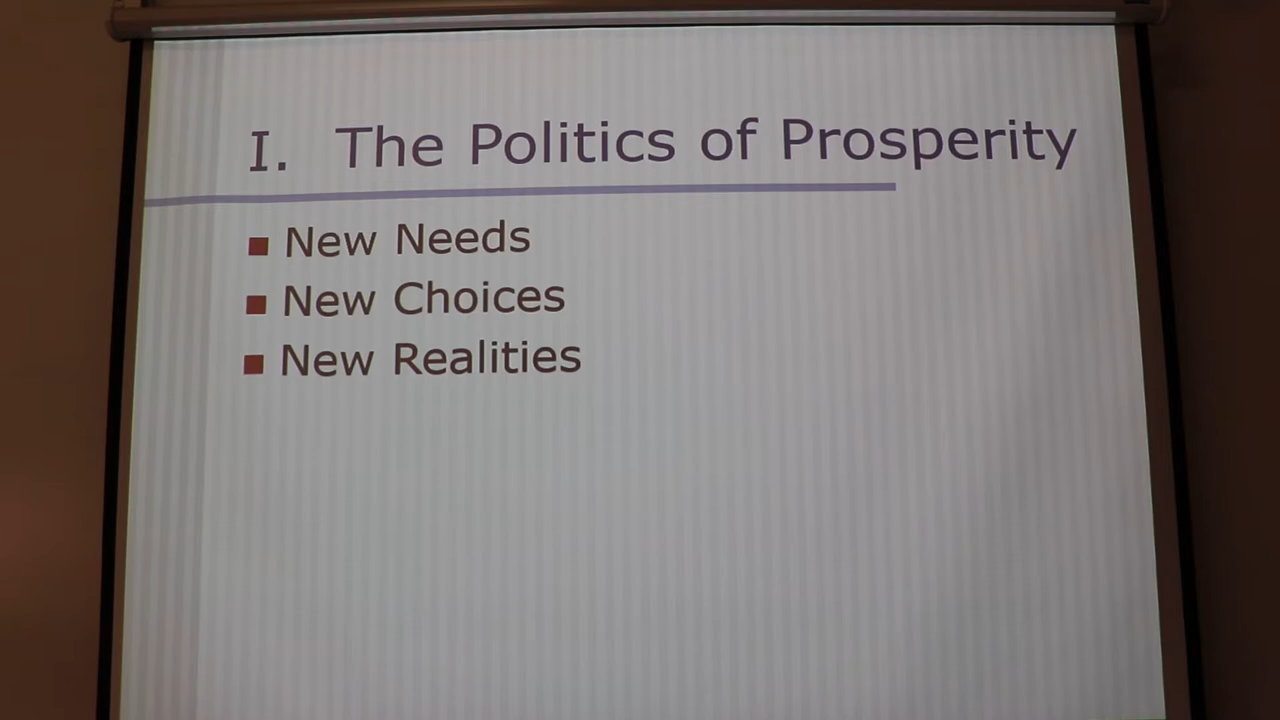 I. The Politics of Prosperity
New Needs
New Choices
New Realities